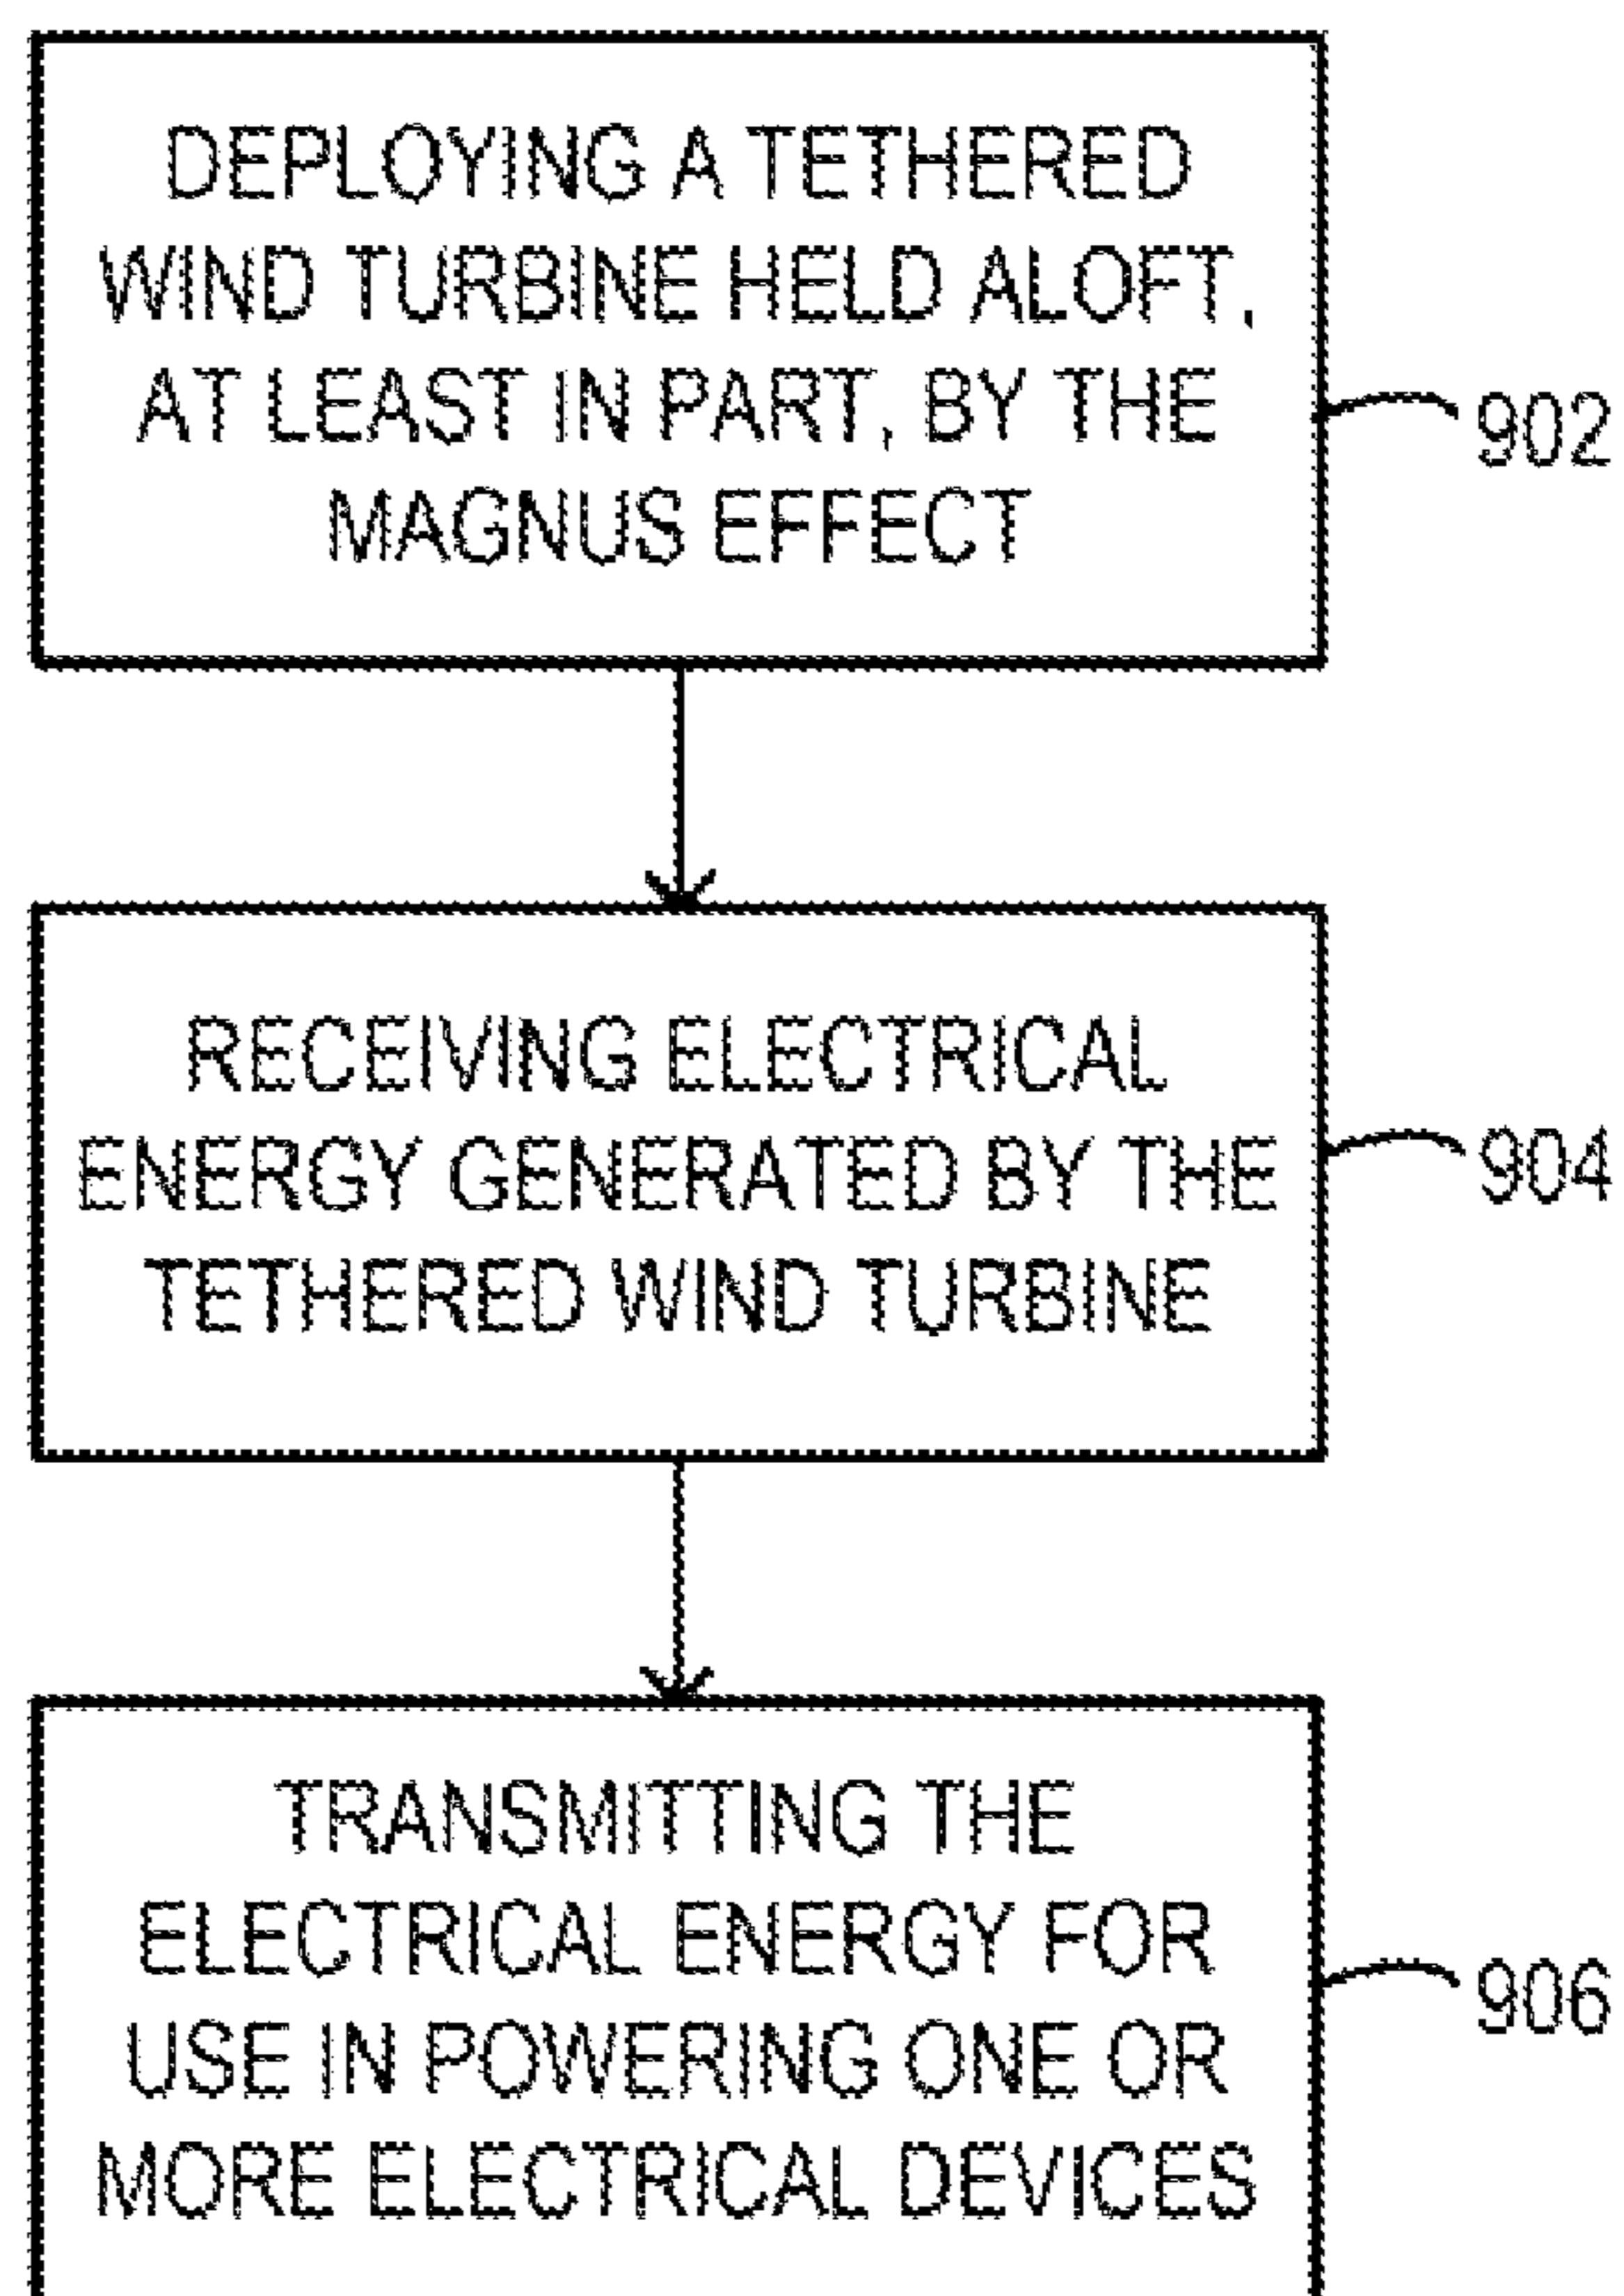 DEPLOYING A TETHERED
WIND TURBINE HELD ALOFT,
AT LEAST IN PART, BY THE
MAGNUS EFFECT
902
RECEIVING ELECTRICAL
ENERGY GENERATED BY THE
TETHERED WIND TURBINE
904
TRANSMITTING THE
ELECTRICAL ENERGY FOR
USE IN POWERING ONE OR
MORE ELECTRICAL DEVICES
906